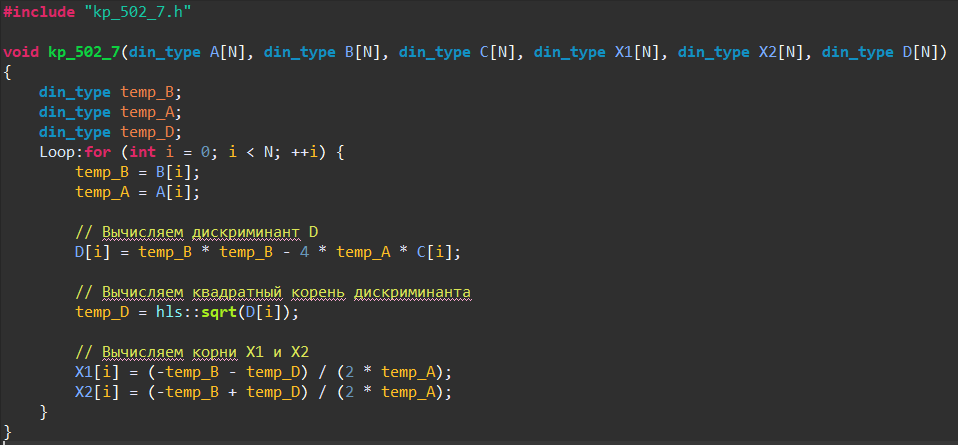 #include "kp_502_7.h"
void kp_502_7(din_type A[N], din_type B[N], din_type C[N], din_type X1[N], din_type X2[N], din_type D[N])
{
din_type temp_B;
din_type temp_A;
din_type temp_D;
Loop:for (int i = 0; i < N; ++i) {
temp_B = B[i];
temp_A = A[i];
// Вычисляем дискриминант D
D[i] = temp_B * temp_B - 4 * temp_A * C[i];
// Вычисляем квадратный корень дискриминанта
temp_D = hls::sqrt(D[i]);
// Вычисляем корни X1 и X2
X1[i] = (-temp_B - temp_D) / (2 * temp_A);
X2[i] = (-temp_B + temp_D) / (2 * temp_A);
}
}